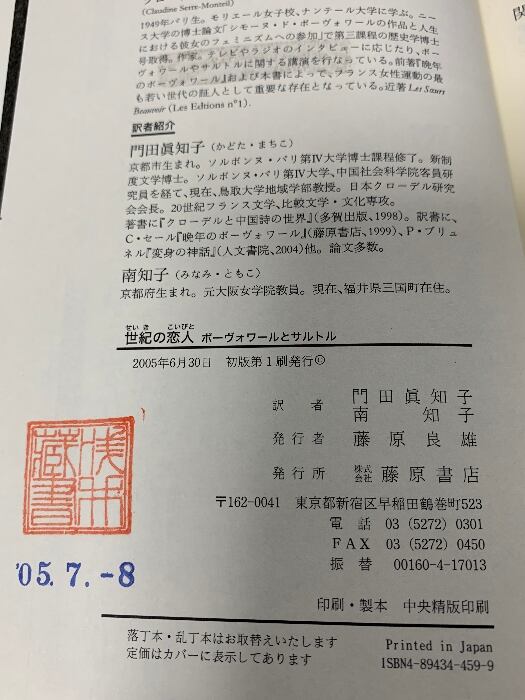 (Claudine Serre-Monteil)
1949年パリ生。モリエール女子校、ナンテール大学に学ぶ。ニー
ス大学の博士論文『シモーヌ・ド・ボーヴォワールの作品と人生
における彼女のフェミニズムへの参加』で第三課程の歴史学博士
号取得。作家。テレビやラジオのインタビューに応じたり、ボー
ヴォワールやサルトルに関する講演を行なっている。前著『晩年
のボーヴォワール』および本書によって、フランス女性運動の最
も若い世代の証人として重要な存在となっている。近著Les Sœurs
Beauvoir (Les Editions n°1).
訳者紹介
門田眞知子(かどた・まちこ)
京都市生まれ。ソルボンヌ・パリ第Ⅳ大学博士課程修了。新制
度文学博士。ソルボンヌ・パリ第Ⅳ大学、中国社会科学院客員研
究員を経て、現在、鳥取大学地域学部教授。日本クローデル研究
会会長。20世紀フランス文学、比較文学・文化専攻。
著書に『クローデルと中国詩の世界』(多賀出版、1998)。訳書に、
C・セール『晩年のボーヴォワール』(藤原書店、1999)、P・ブリュ
ネル『変身の神話』(人文書院、2004)他。論文多数。
南知子(みなみ・ともこ)
京都府生まれ。元大阪女学院教員。現在、福井県三国町在住。
せいき こいびと
世紀の恋人 ボーヴォワールとサルトル
2005年6月30日 初版第1刷発行©
訳者 門田眞知子
南知子
発行者 藤原良雄
発行所 株式会社 藤原書店
〒162-0041 東京都新宿区早稲田鶴巻町523
電話 03 (5272) 0301
FAX 03 (5272) 0450
振替 00160-4-17013
印刷・製本 中央精版印刷
'05.7.-8
落丁本・乱丁本はお取替えいたします
定価はカバーに表示してあります
Printed in Japan
ISBN4-89434-459-9